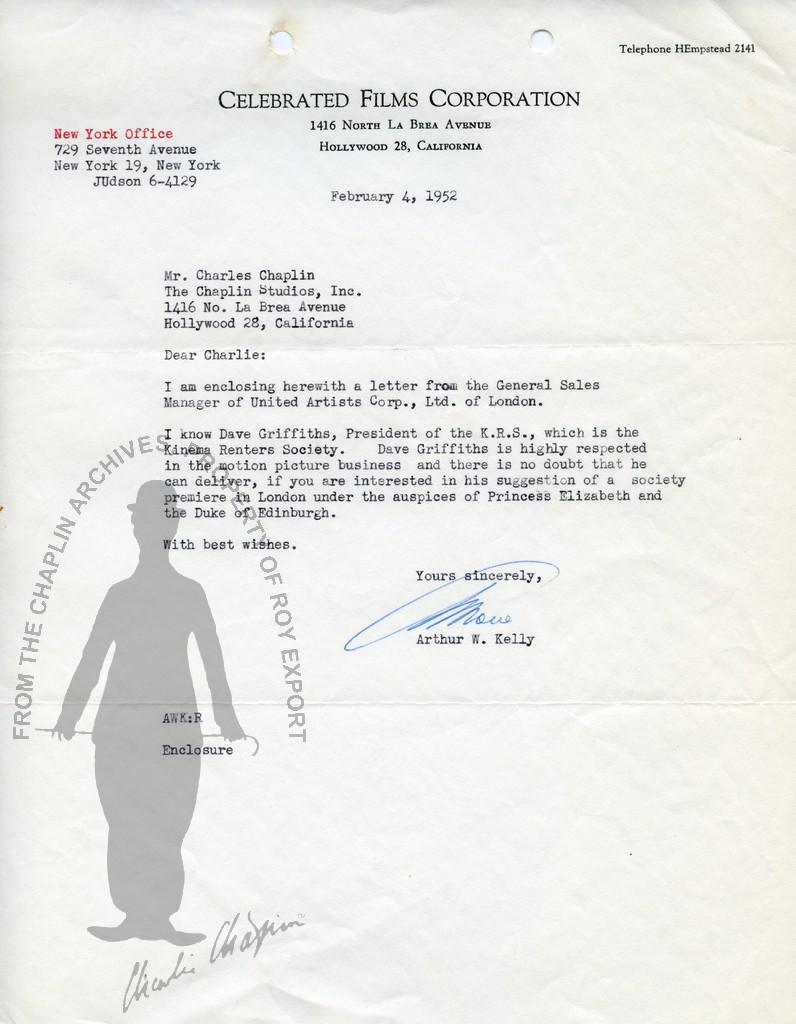 Telephone HEmpstead 2141
CELEBRATED FILMS CORPORATION
1416 NORTH LA BREA AVENUE
HOLLYWOOD 28, CALIFORNIA
New York Office
729 Seventh Avenue
New York 19, New York
JUdson 6-4129
February 4, 1952
Mr. Charles Chaplin
The Chaplin Studios, Inc.
1416 No. La Brea Avenue
Hollywood 28, California
Dear Charlie:
I am enclosing herewith a letter from the General Sales
Manager of United Artists Corp., Ltd. of London.
I know Dave Griffiths, President of the K.R.S., which is the
Kinema Renters Society. Dave Griffiths is highly respected
in the motion picture business and there is no doubt that he
can deliver, if you are interested in his suggestion of a society
premiere in London under the auspices of Princess Elizabeth and
the Duke of Edinburgh.
With best wishes.
Yours sincerely,
Arthur W. Kelly
AWK:R
Enclosure
FROM THE CHAPLIN ARCHIVES. PROPERTY OF ROY EXPORT
Charlie Chaplin